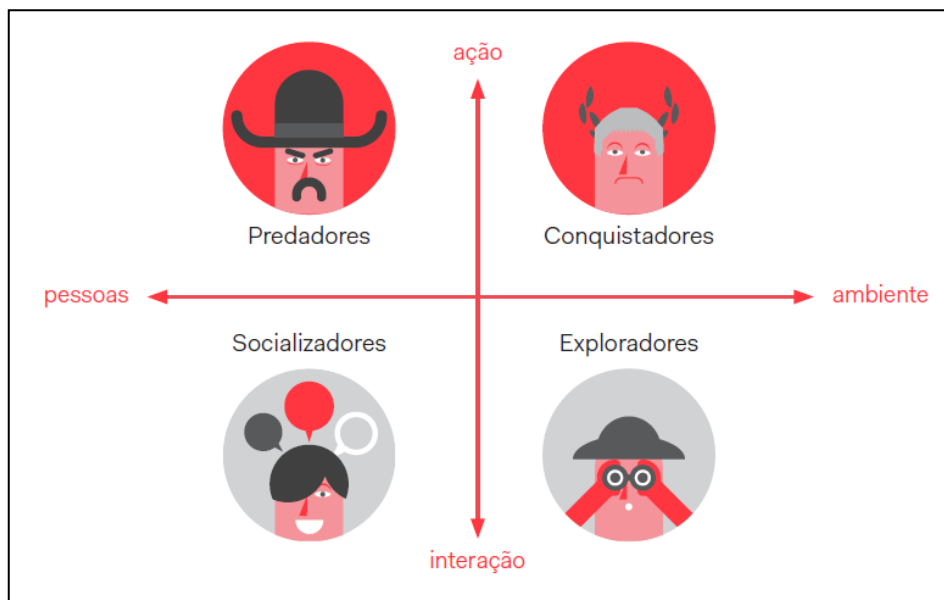 ação
Predadores
Conquistadores
pessoas
ambiente
Socializadores
Exploradores
interação